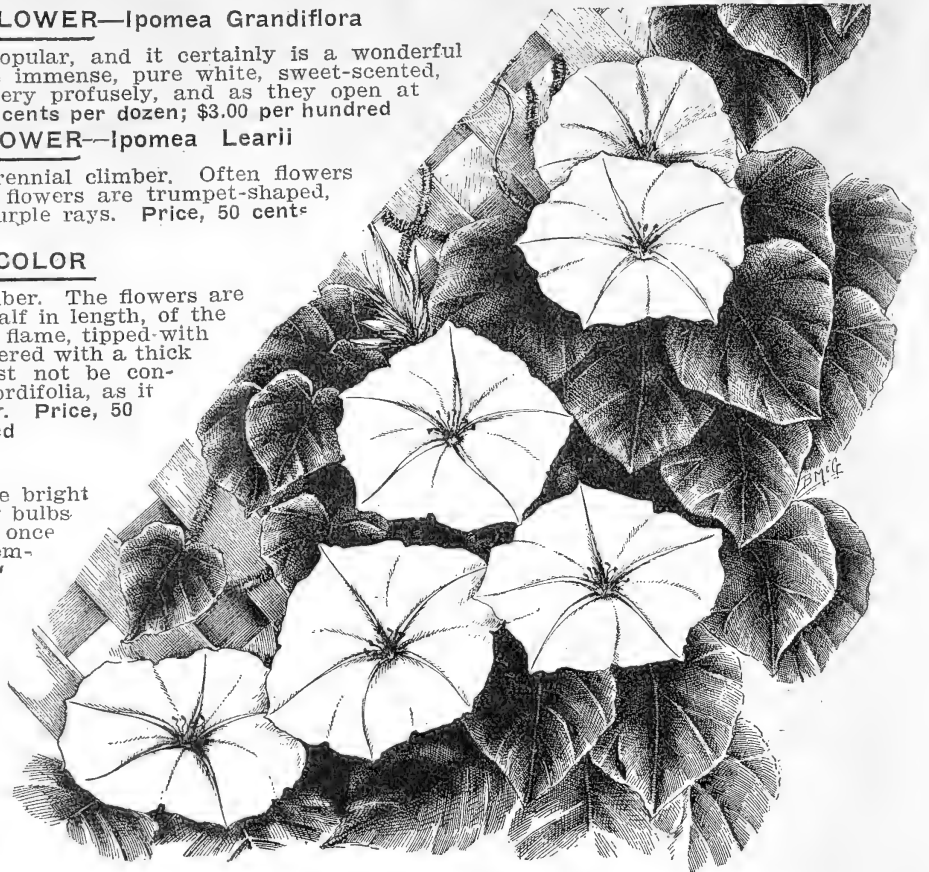 LOWER—Ipomea Grandiflora
opular, and it certainly is a wonderful
immense, pure white, sweet-scented,
ery profusely, and as they open at
cents per dozen; $3.00 per hundred
OWER—Ipomea Learii
rennial climber. Often flowers
flowers are trumpet-shaped,
urple rays. Price, 50 cents
COLOR
ber. The flowers are
alf in length, of the
flame, tipped with
ered with a thick
st not be con-
ordifolia, as it
r. Price, 50
d
e bright
bulbs
once
em-
B McG